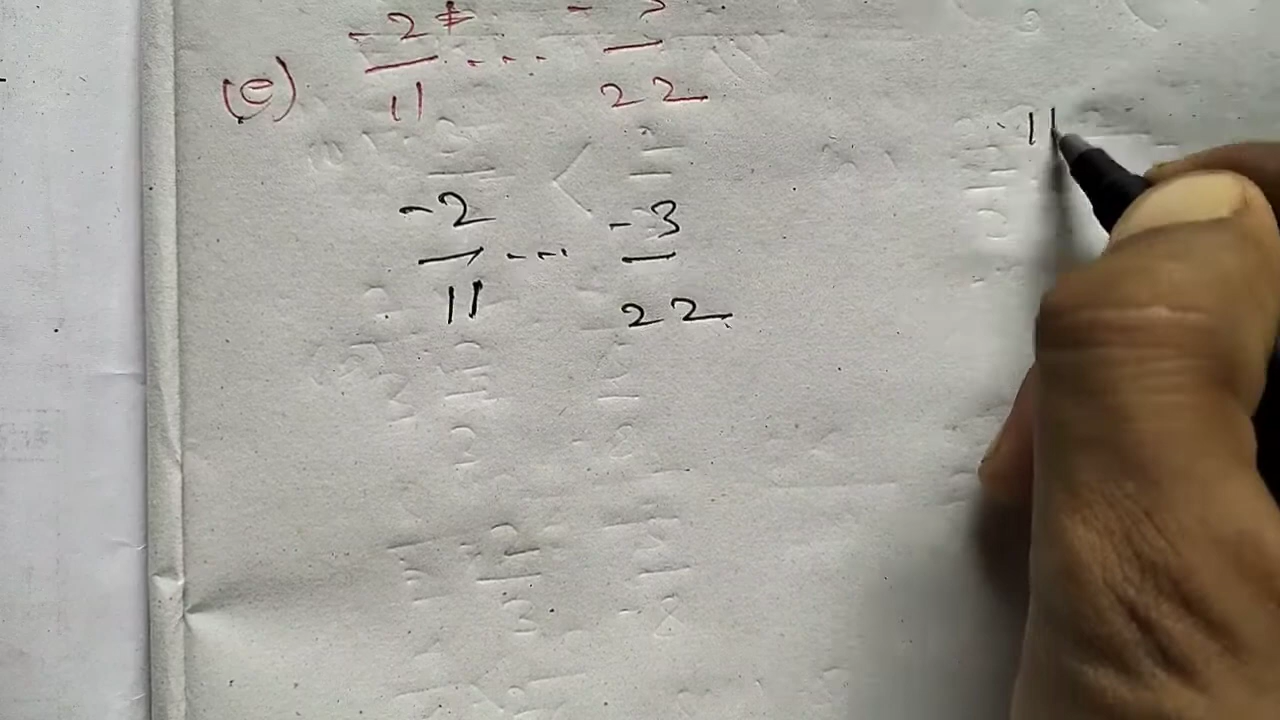 (e) -2/11 .... -3/22
-2/11 .... -3/22
11